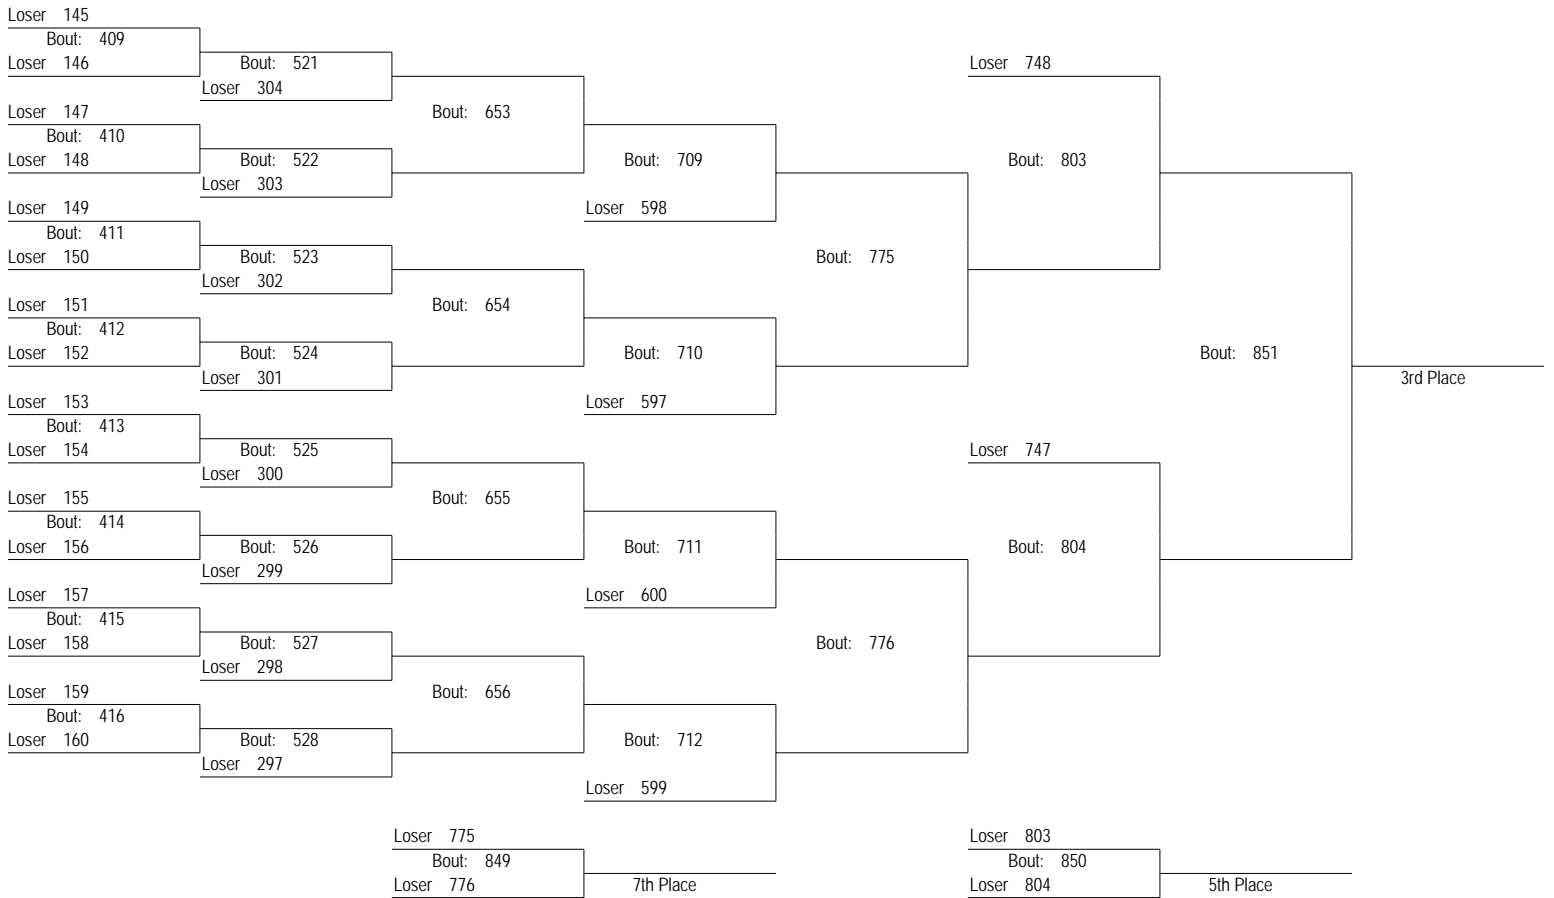 Loser 145
Bout: 409
Loser 146
Bout: 521
Loser 748
Loser 304
Loser 147
Bout: 653
Bout: 410
Loser 148
Bout: 522
Bout: 709
Bout: 803
Loser 303
Loser 149
Loser 598
Bout: 411
Loser 150
Bout: 523
Bout: 775
Loser 302
Loser 151
Bout: 654
Bout: 412
Loser 152
Bout: 524
Bout: 710
Bout: 851
Loser 301
3rd Place
Loser 153
Loser 597
Bout: 413
Loser 154
Bout: 525
Loser 747
Loser 300
Loser 155
Bout: 655
Bout: 414
Loser 156
Bout: 526
Bout: 711
Bout: 804
Loser 299
Loser 157
Loser 600
Bout: 415
Loser 158
Bout: 527
Bout: 776
Loser 298
Loser 159
Bout: 656
Bout: 416
Loser 160
Bout: 528
Bout: 712
Loser 297
Loser 599
Loser 775
Loser 803
Bout: 849
Bout: 850
Loser 776
7th Place
Loser 804
5th Place